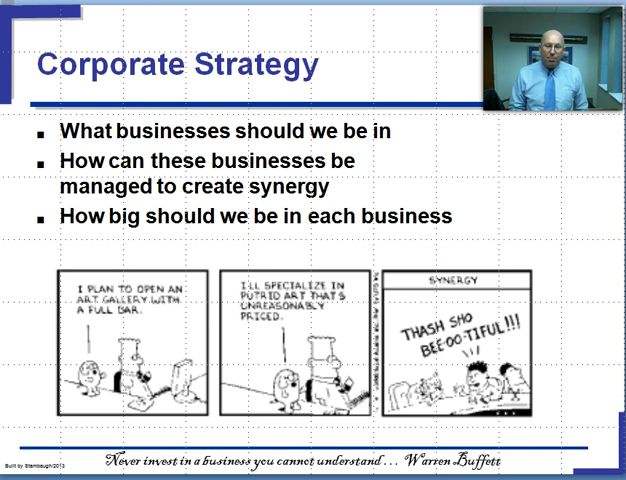 Corporate Strategy
What businesses should we be in
How can these businesses be
managed to create synergy
How big should we be in each business
I PLAN TO OPEN AN
ART GALLERY WITH
A FULL BAR.
I'LL SPECIALIZE IN
PUTRID ART THAT'S
UNREASONABLY
PRICED.
SYNERGY
THASH SHO
BEE-OO-TIFUL!!!
Never invest in a business you cannot understand ... Warren Buffett
Built by Stambaugh/2013